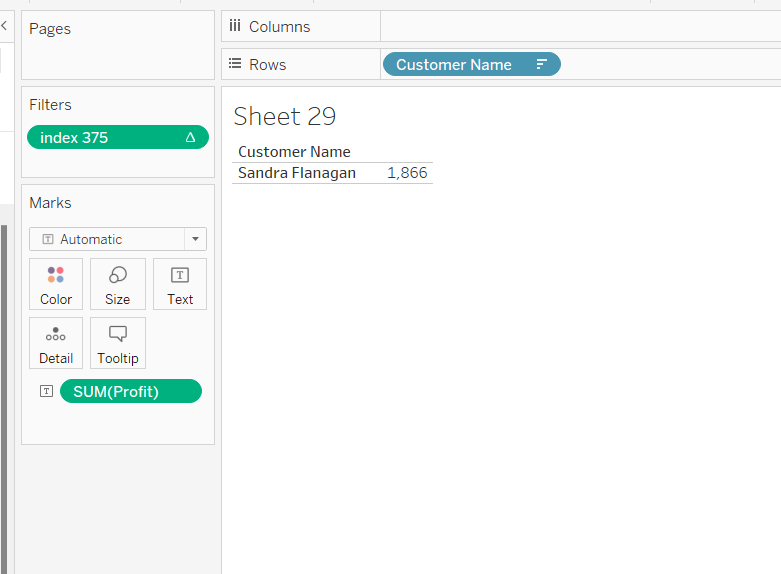 Pages
Columns
Rows
Customer Name
Filters
index 375
Sheet 29
Customer Name
Sandra Flanagan 1,866
Marks
T Automatic
Color Size Text
Detail Tooltip
T SUM(Profit)